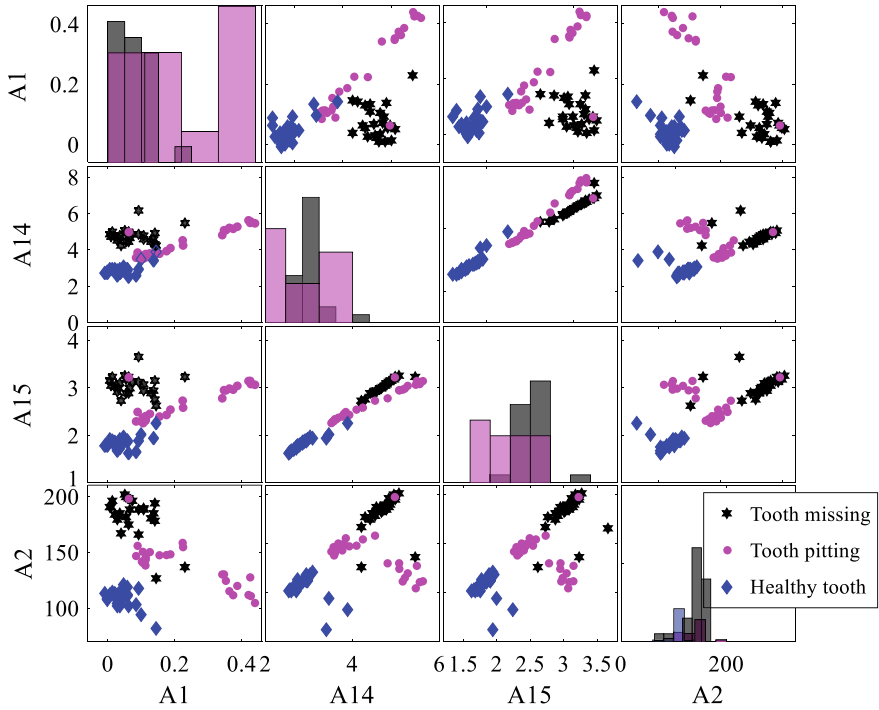 A1
0.4
0.2
0
A14
8
6
4
2
0
A15
4
3
2
1
A2
200
150
100
Tooth missing
Tooth pitting
Healthy tooth
0 0.2 0.4 2 4 6 1.5 2 2.5 3 3.5 0 200
A1 A14 A15 A2